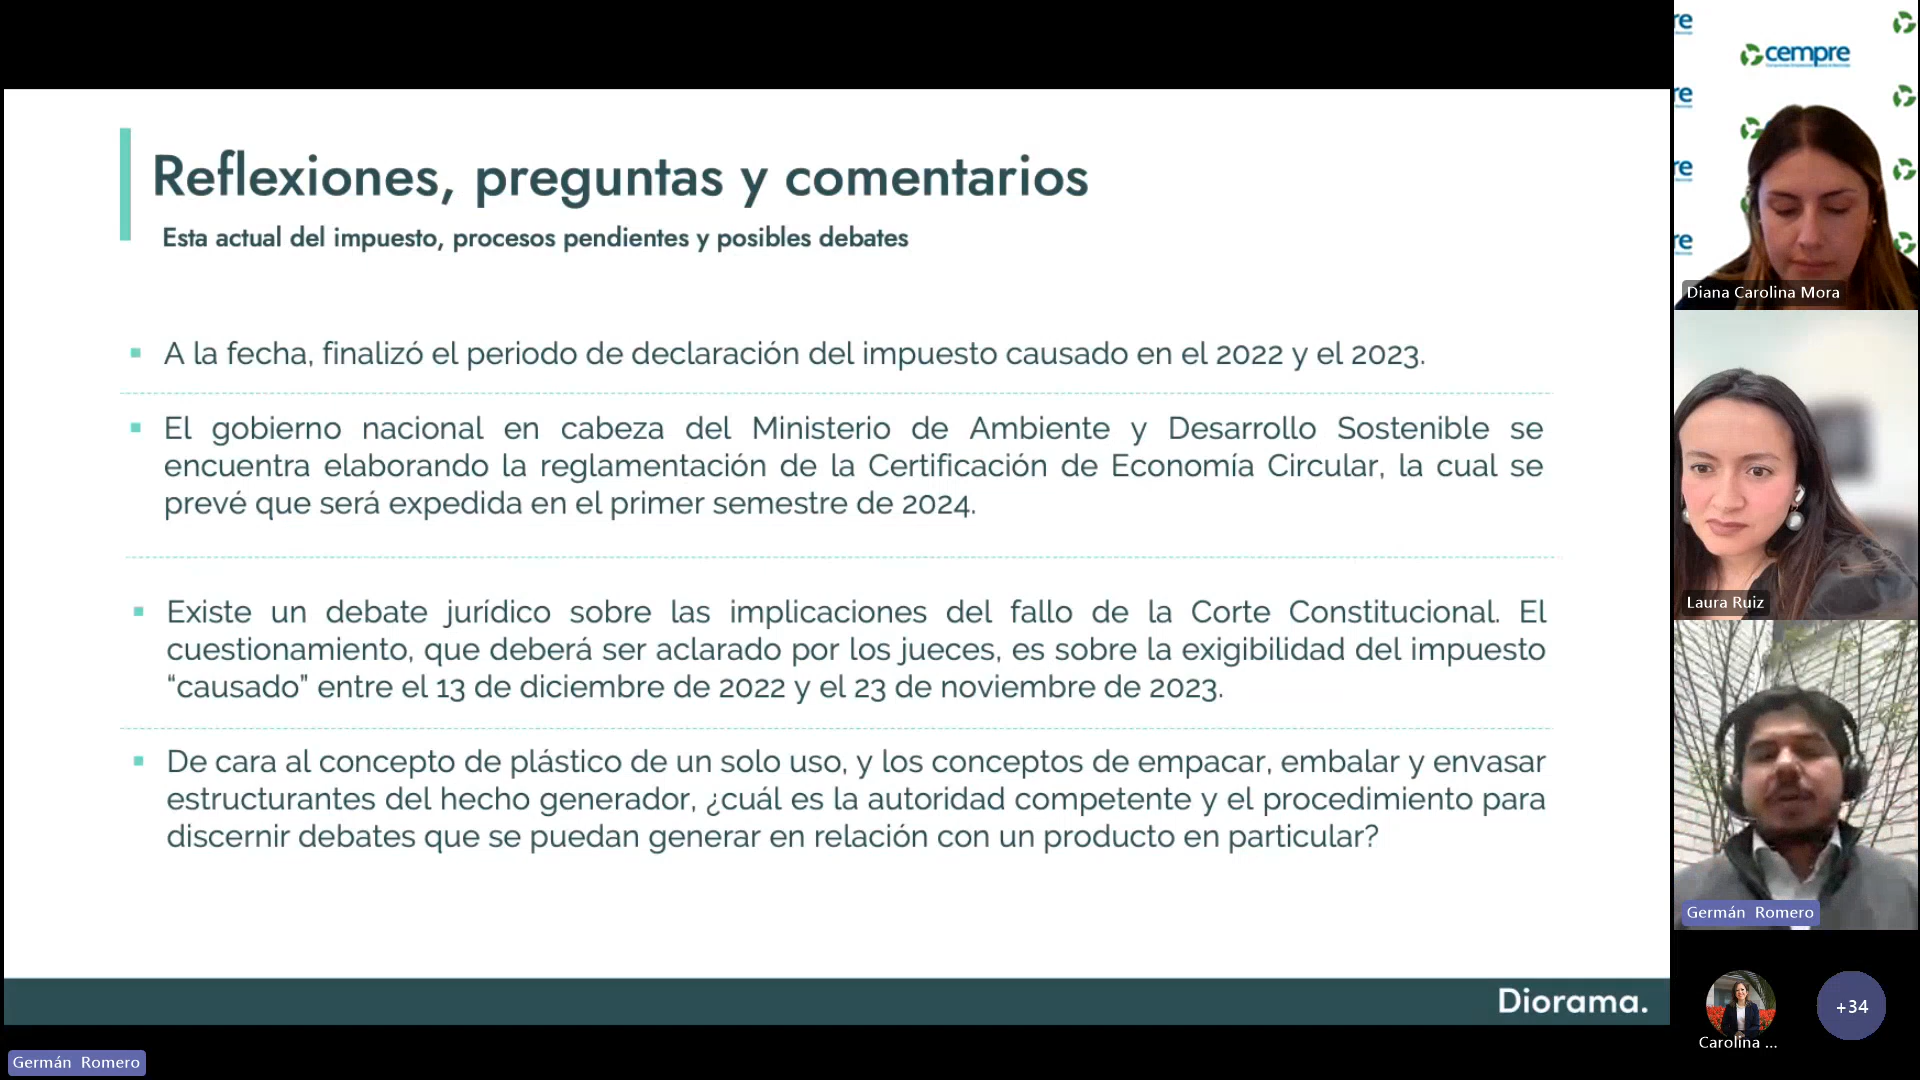 Reflexiones, preguntas y comentarios
Esta actual del impuesto, procesos pendientes y posibles debates
A la fecha, finalizó el periodo de declaración del impuesto causado en el 2022 y el 2023.
El gobierno nacional en cabeza del Ministerio de Ambiente y Desarrollo Sostenible se
encuentra elaborando la reglamentación de la Certificación de Economía Circular, la cual se
prevé que será expedida en el primer semestre de 2024.
Existe un debate jurídico sobre las implicaciones del fallo de la Corte Constitucional. El
cuestionamiento, que deberá ser aclarado por los jueces, es sobre la exigibilidad del impuesto
“causado” entre el 13 de diciembre de 2022 y el 23 de noviembre de 2023.
De cara al concepto de plástico de un solo uso, y los conceptos de empacar, embalar y envasar
estructurantes del hecho generador, ¿cuál es la autoridad competente y el procedimiento para
discernir debates que se puedan generar en relación con un producto en particular?
Diorama.
Germán Romero
re
cempre
re
re
re
Diana Carolina Mora
Laura Ruiz
Germán Romero
Carolina ...
+34